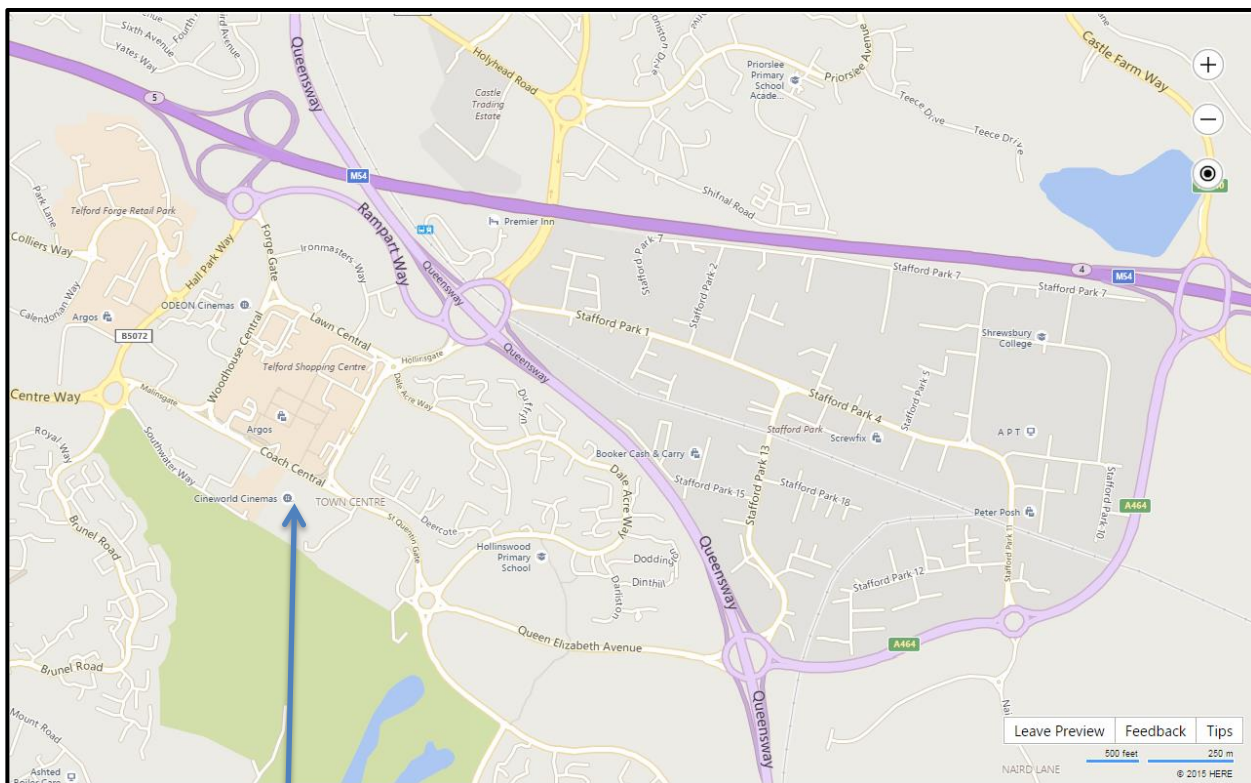 Sixth Avenue
Fourth
Yates Way
Queensway
Holyhead Road
Castle
Trading
Estate
Priorslee
Primary
School
Acade...
Priorslee Avenue
Teece Drive
Teece Drive
Castle Farm Way
Lane
5
M54
Park Lane
Telford Forge Retail Park
Colliers Way
Hall Park Way
Forge Gate
Ironmasters Way
Rampart Way
Queensway
Premier Inn
Shifnal Road
Stafford Park 7
Stafford Park 2
Stafford Park 7
Stafford Park 7
4
M54
Calendonian Way
Argos
ODEON Cinemas
B5072
Lawn Central
Woodhouse Central
Telford Shopping Centre
Hollinsgate
Queensway
Stafford Park 1
Shrewsbury
College
Centre Way
Malinsgate
Dale Acre Way
Duffryn
Stafford Park 4
Stafford Park 5
Argos
Royal Way
Southwater Way
Coach Central
Stafford Park
Screwfix
A P T
Booker Cash & Carry
Dale Acre Way
Stafford Park 15
Stafford Park 13
Stafford Park 18
Stafford Park 10
Cineworld Cinemas
TOWN CENTRE
St Quentin Gate
Deercote
Peter Posh
A464
Brunel Road
Hollinswood
Primary
School
Queensway
Stafford Park 11
Dinthill
Darliston
Stafford Park 12
Queen Elizabeth Avenue
A464
Brunel Road
Queensway
Mount Road
Ashted
Leave Preview Feedback Tips
500 feet 250 m
NAIRD LANE
© 2015 HERE